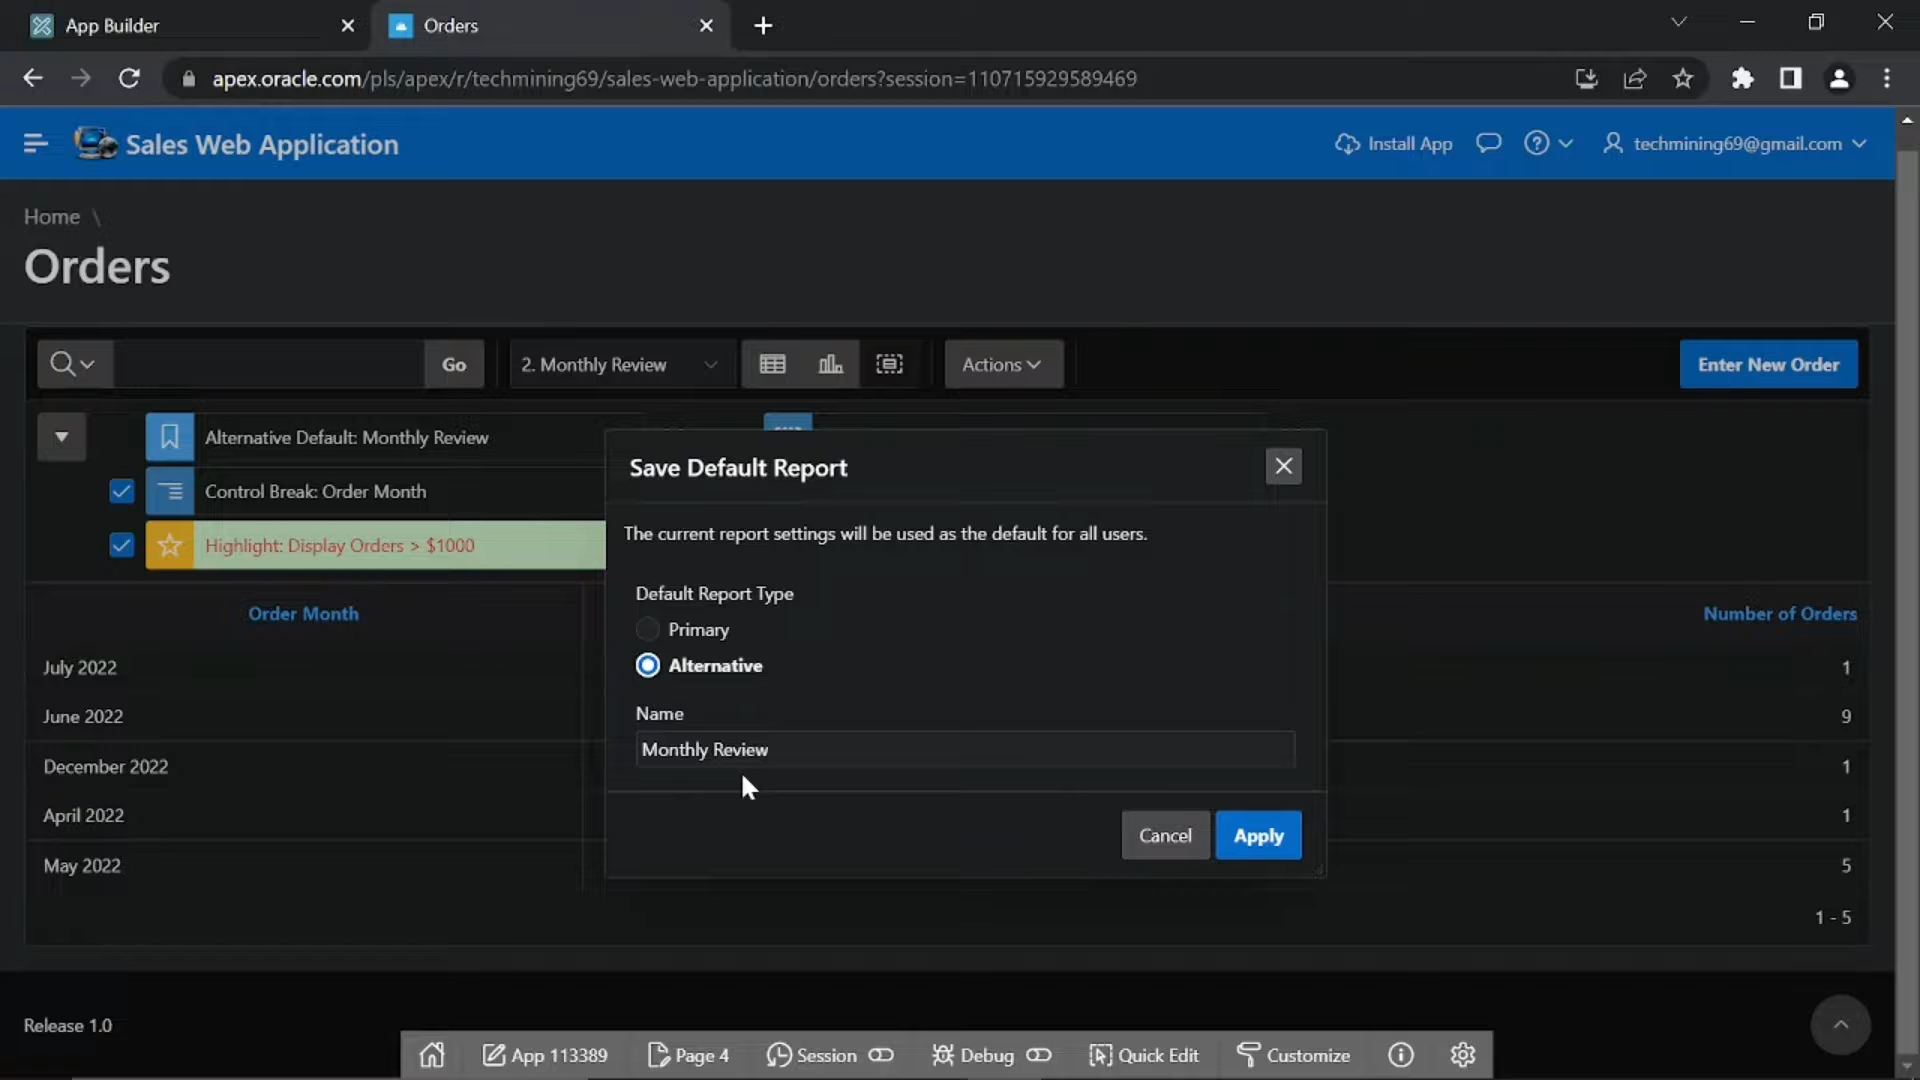 App Builder
Orders
apex.oracle.com/pls/apex/r/techmining69/sales-web-application/orders?session=110715929589469
Sales Web Application
Install App
techmining69@gmail.com
Home \
Orders
Go
2. Monthly Review
Actions
Enter New Order
Alternative Default: Monthly Review
Control Break: Order Month
Highlight: Display Orders > $1000
Save Default Report
The current report settings will be used as the default for all users.
Default Report Type
Primary
Alternative
Name
Monthly Review
Cancel
Apply
Order Month
Number of Orders
July 2022
1
June 2022
9
December 2022
1
April 2022
1
May 2022
5
1 - 5
Release 1.0
App 113389
Page 4
Session
Debug
Quick Edit
Customize